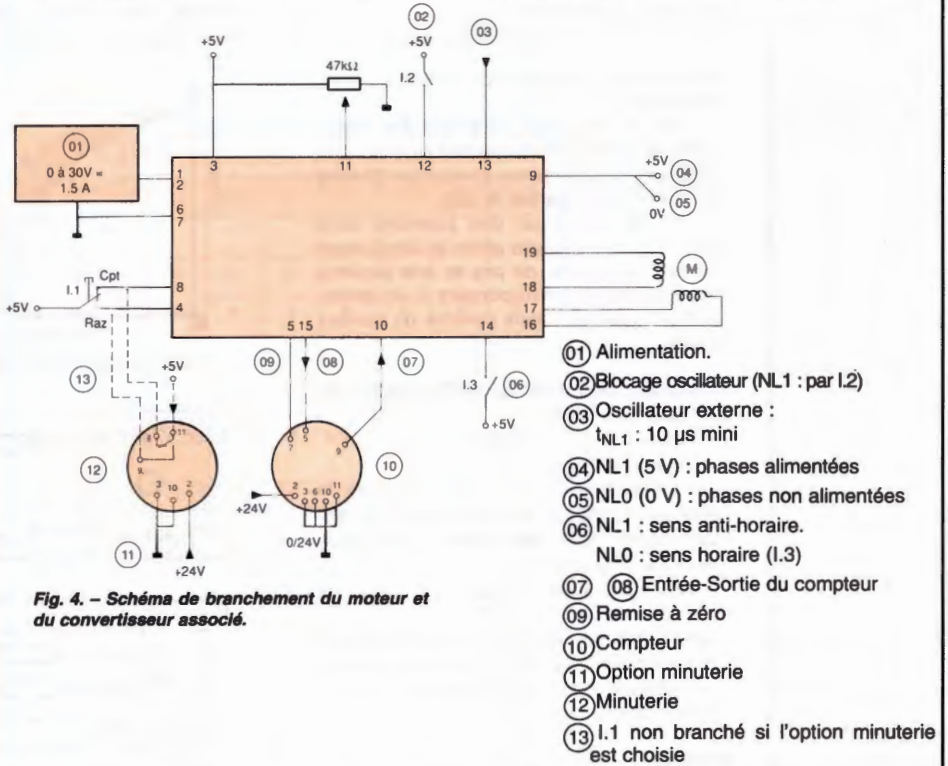 02
+5V
03
+5V
47kΩ
I.2
01
0 à 30V =
1.5 A
3
11
12
13
1
2
6
7
9
+5V
04
0V
05
19
18
M
17
16
I.1
Cpt
8
+5V
4
Raz
5 15
10
14
13
+5V
09
08
07
I.3
06
+5V
8
11
9
12
3
10
2
11
+24V
7
5
9
10
2
3 6 10 11
+24V
0/24V
Fig. 4. – Schéma de branchement du moteur et
du convertisseur associé.
01 Alimentation.
02 Blocage oscillateur (NL1 : par I.2)
03 Oscillateur externe :
tNL1 : 10 µs mini
04 NL1 (5 V) : phases alimentées
05 NL0 (0 V) : phases non alimentées
06 NL1 : sens anti-horaire.
NL0 : sens horaire (I.3)
07 08 Entrée-Sortie du compteur
09 Remise à zéro
10 Compteur
11 Option minuterie
12 Minuterie
13 I.1 non branché si l'option minuterie
est choisie